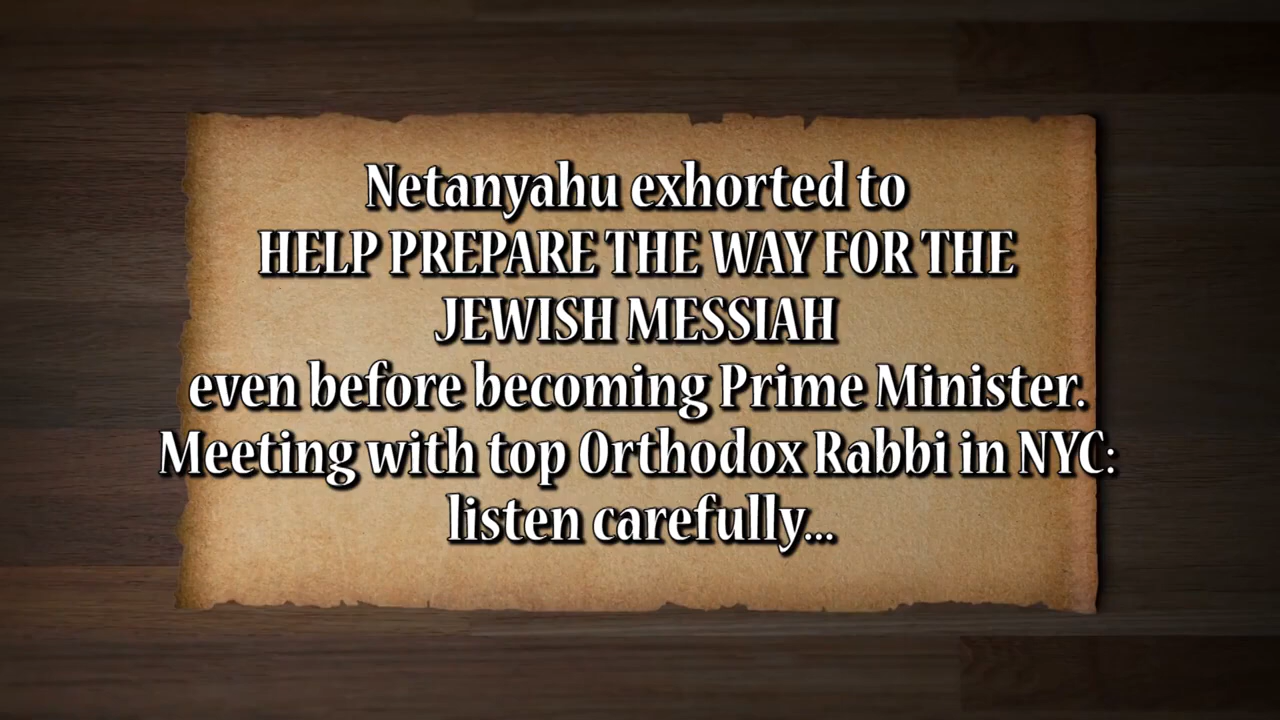 Netanyahu exhorted to
HELP PREPARE THE WAY FOR THE
JEWISH MESSIAH
even before becoming Prime Minister.
Meeting with top Orthodox Rabbi in NYC:
listen carefully...